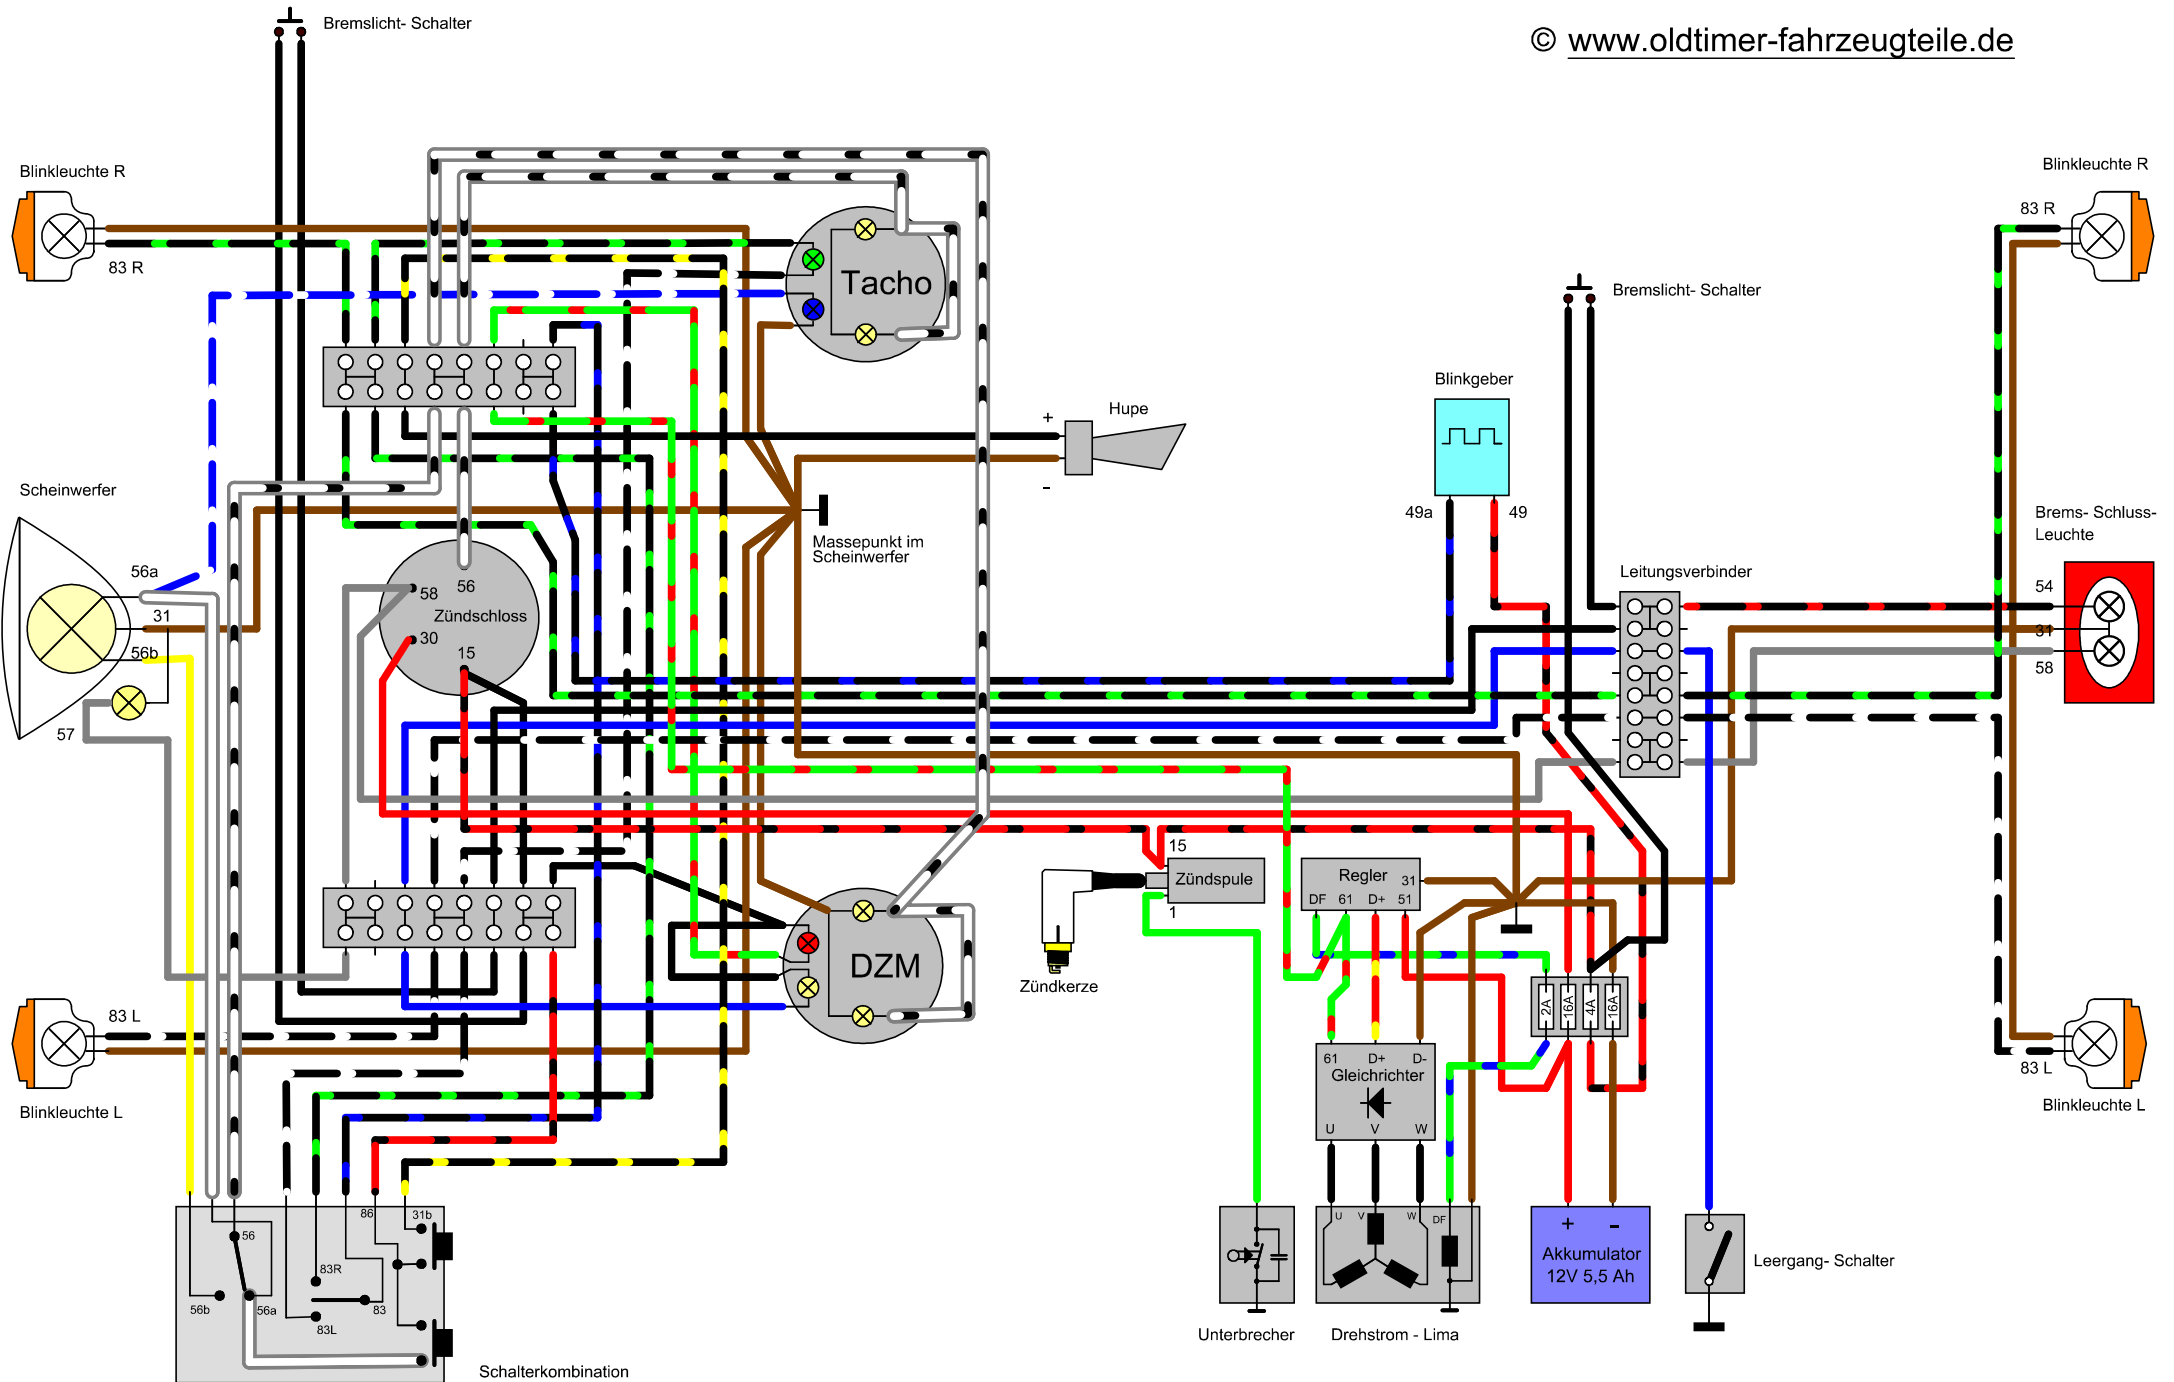 Bremslicht- Schalter
© www.oldtimer-fahrzeugteile.de
Blinkleuchte R
83 R
Blinkleuchte R
83 R
Tacho
Bremslicht- Schalter
Blinkgeber
49a
49
+
Hupe
-
Scheinwerfer
56a
31
56b
57
Massepunkt im
Scheinwerfer
56
58
Zündschloss
30
15
Leitungsverbinder
Brems- Schluss-
Leuchte
54
31
58
15
Zündspule
1
Zündkerze
Regler
31
DF
61
D+
51
DZM
2A
16A
4A
16A
83 L
Blinkleuchte L
83 L
Blinkleuchte L
61
D+
D-
Gleichrichter
U
V
W
86
31b
56
83R
56b
56a
83
83L
Schalterkombination
Unterbrecher
U
V
W
DF
Drehstrom - Lima
+
-
Akkumulator
12V 5,5 Ah
Leergang- Schalter